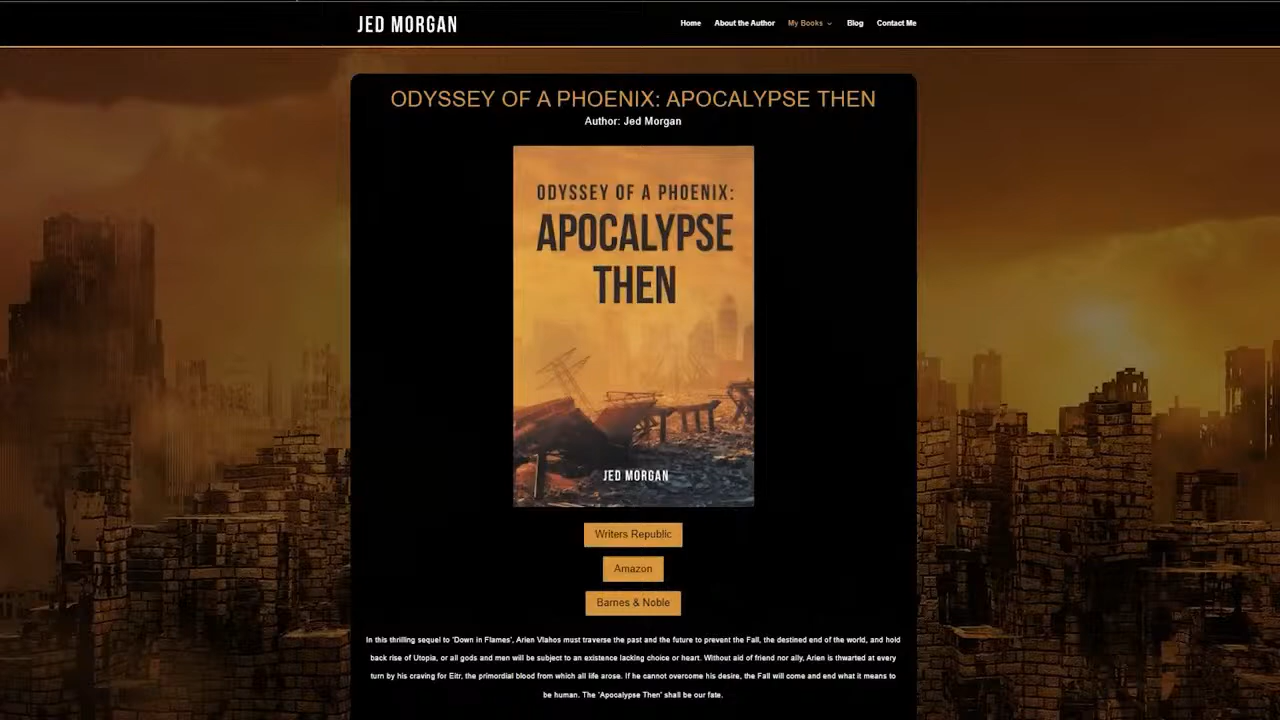 JED MORGAN
Home About the Author My Books Blog Contact Me
ODYSSEY OF A PHOENIX: APOCALYPSE THEN
Author: Jed Morgan
ODYSSEY OF A PHOENIX:
APOCALYPSE
THEN
JED MORGAN
Writers Republic
Amazon
Barnes & Noble
In this thrilling sequel to 'Down in Flames', Arien Vlahos must traverse the past and the future to prevent the Fall, the destined end of the world, and hold
back rise of Utopia, or all gods and men will be subject to an existence lacking choice or heart. Without aid of friend nor ally, Arien is thwarted at every
turn by his craving for Eitr, the primordial blood from which all life arose. If he cannot overcome his desire, the Fall will come and end what it means to
be human. The 'Apocalypse Then' shall be our fate.